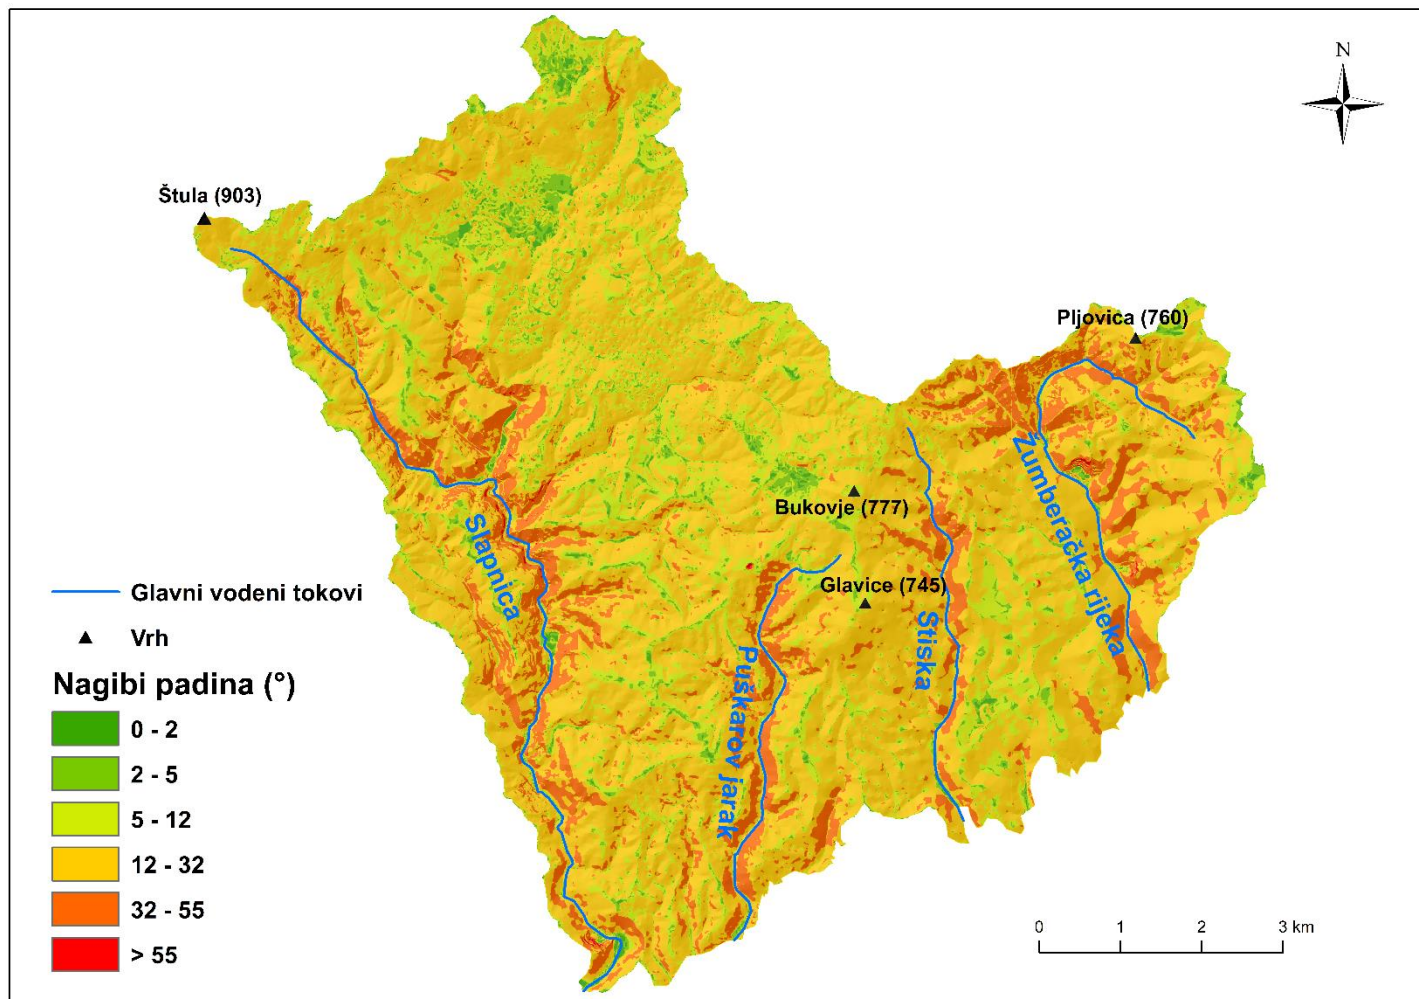 N
Štula (903)
Pljovica (760)
Žumberačka rijeka
Bukovje (777)
Slapnica
Glavice (745)
Stiska
Puškarov jarak
Glavni vodeni tokovi
Vrh
Nagibi padina (°)
0 - 2
2 - 5
5 - 12
12 - 32
32 - 55
> 55
0 1 2 3 km